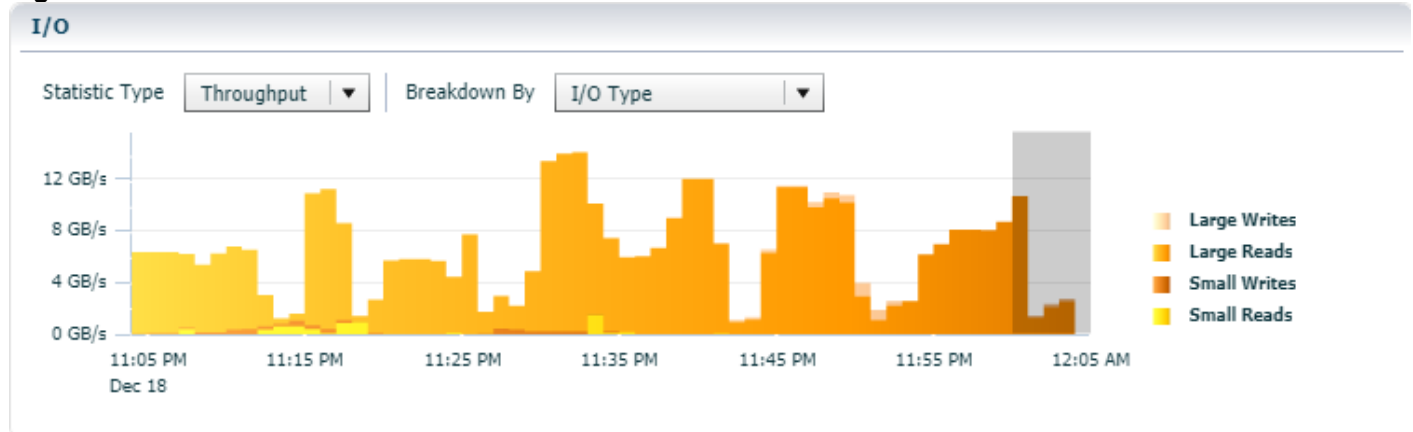 I/O
Statistic Type Throughput Breakdown By I/O Type
12 GB/s
8 GB/s
4 GB/s
0 GB/s
11:05 PM 11:15 PM 11:25 PM 11:35 PM 11:45 PM 11:55 PM 12:05 AM
Dec 18
Large Writes
Large Reads
Small Writes
Small Reads